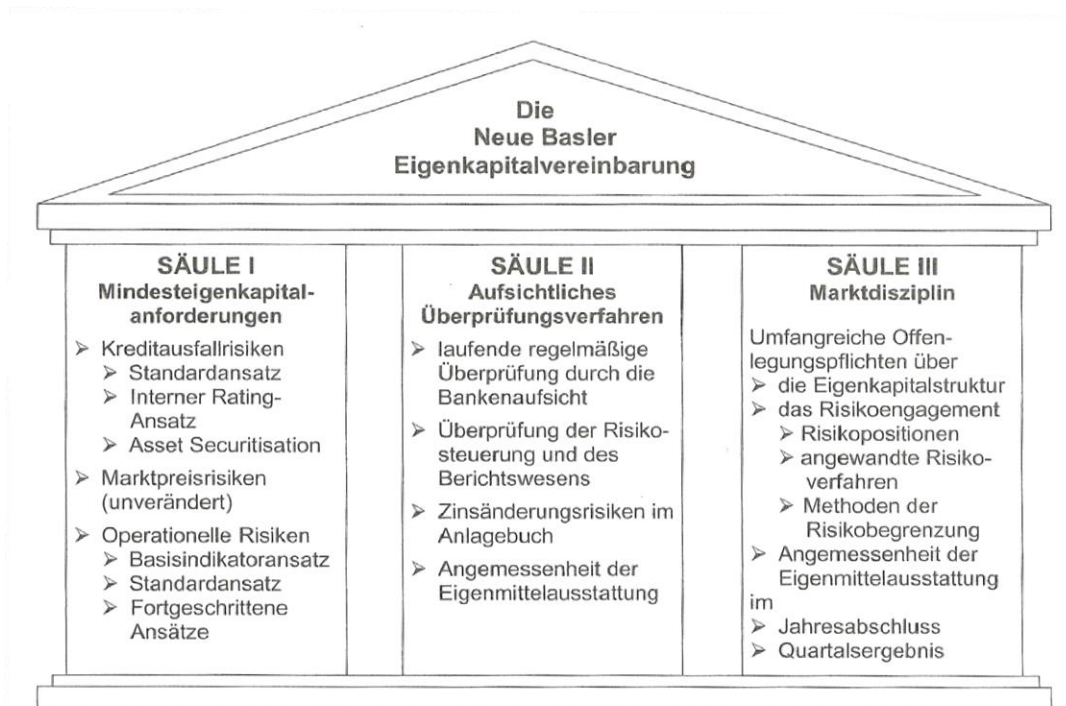 Die
Neue Basler
Eigenkapitalvereinbarung
SÄULE I
Mindesteigenkapital-
anforderungen
➢ Kreditausfallrisiken
➢ Standardansatz
➢ Interner Rating-
Ansatz
➢ Asset Securitisation
➢ Marktpreisrisiken
(unverändert)
➢ Operationelle Risiken
➢ Basisindikatoransatz
➢ Standardansatz
➢ Fortgeschrittene
Ansätze
SÄULE II
Aufsichtliches
Überprüfungsverfahren
➢ laufende regelmäßige
Überprüfung durch die
Bankenaufsicht
➢ Überprüfung der Risiko-
steuerung und des
Berichtswesens
➢ Zinsänderungsrisiken im
Anlagebuch
➢ Angemessenheit der
Eigenmittelausstattung
SÄULE III
Marktdisziplin
Umfangreiche Offen-
legungspflichten über
➢ die Eigenkapitalstruktur
➢ das Risikoengagement
➢ Risikopositionen
➢ angewandte Risiko-
verfahren
➢ Methoden der
Risikobegrenzung
➢ Angemessenheit der
Eigenmittelausstattung
im
➢ Jahresabschluss
➢ Quartalsergebnis